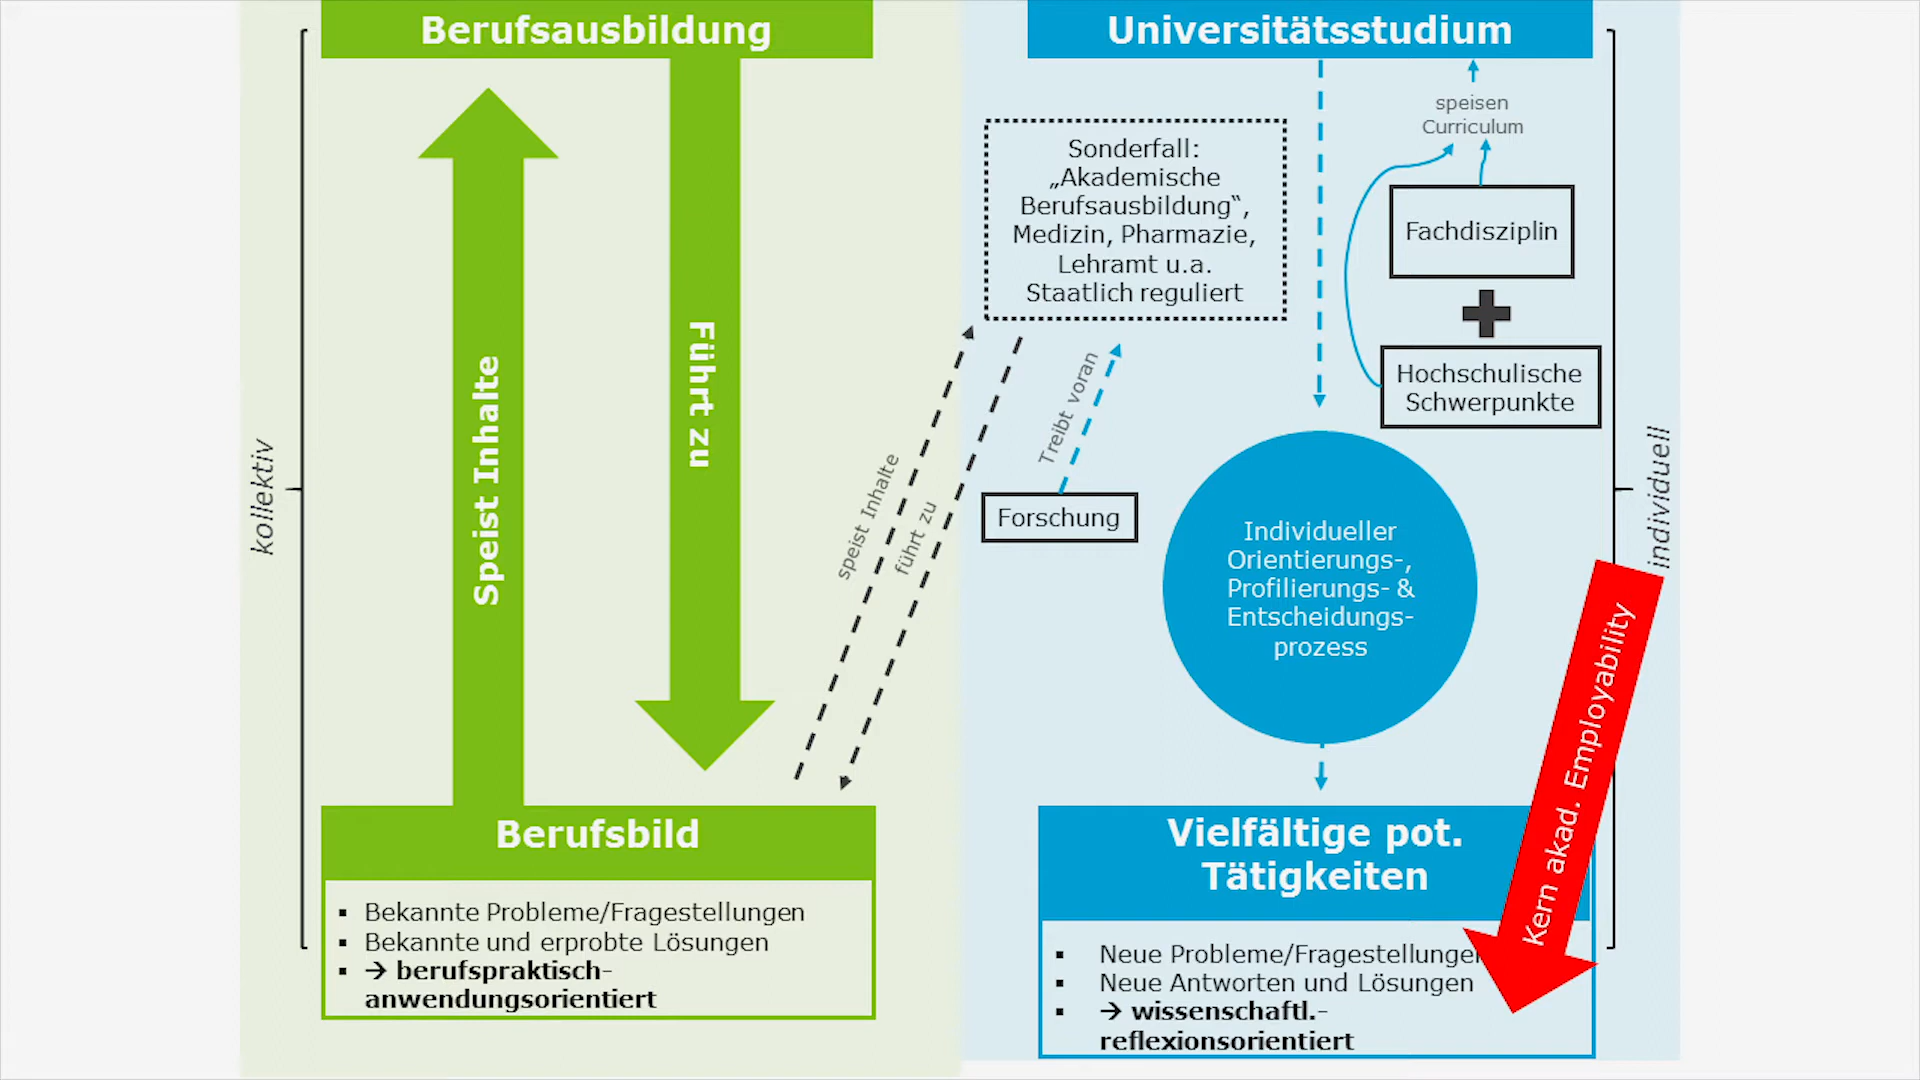 Berufsausbildung
Speist Inhalte
Führt zu
kollektiv
Berufsbild
▪ Bekannte Probleme/Fragestellungen
▪ Bekannte und erprobte Lösungen
▪ → berufspraktisch-
anwendungsorientiert
speist Inhalte
führt zu
Universitätsstudium
Sonderfall:
„Akademische
Berufsausbildung“,
Medizin, Pharmazie,
Lehramt u.a.
Staatlich reguliert
Treibt voran
Forschung
speisen
Curriculum
Fachdisziplin
Hochschulische
Schwerpunkte
Individueller
Orientierungs-,
Profilierungs- &
Entscheidungs-
prozess
individuell
Kern akad. Employability
Vielfältige pot.
Tätigkeiten
▪ Neue Probleme/Fragestellungen
▪ Neue Antworten und Lösungen
▪ → wissenschaftl.-
reflexionsorientiert